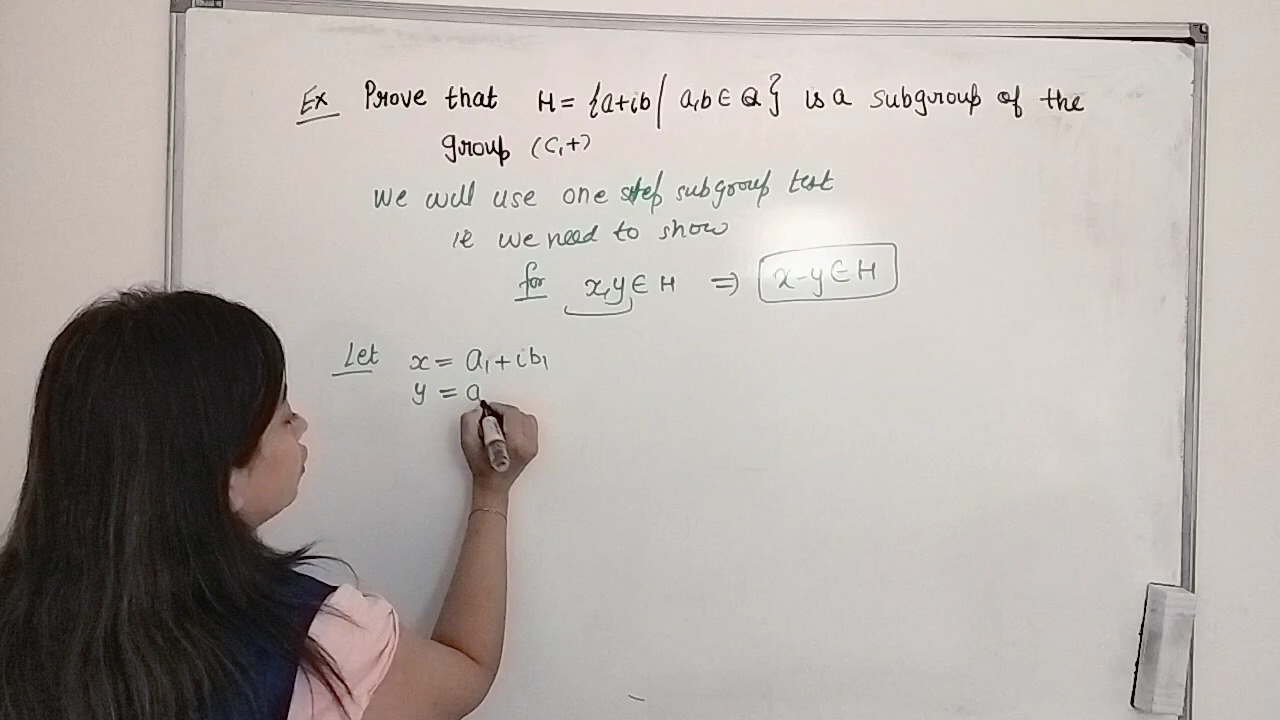 Ex Prove that H = {a+ib | a,b ∈ Q} is a subgroup of the
group (C,+)
we will use one step subgroup test
ie we need to show
for x,y ∈ H ⇒ x-y ∈ H
Let x = a₁+ib₁
y = a